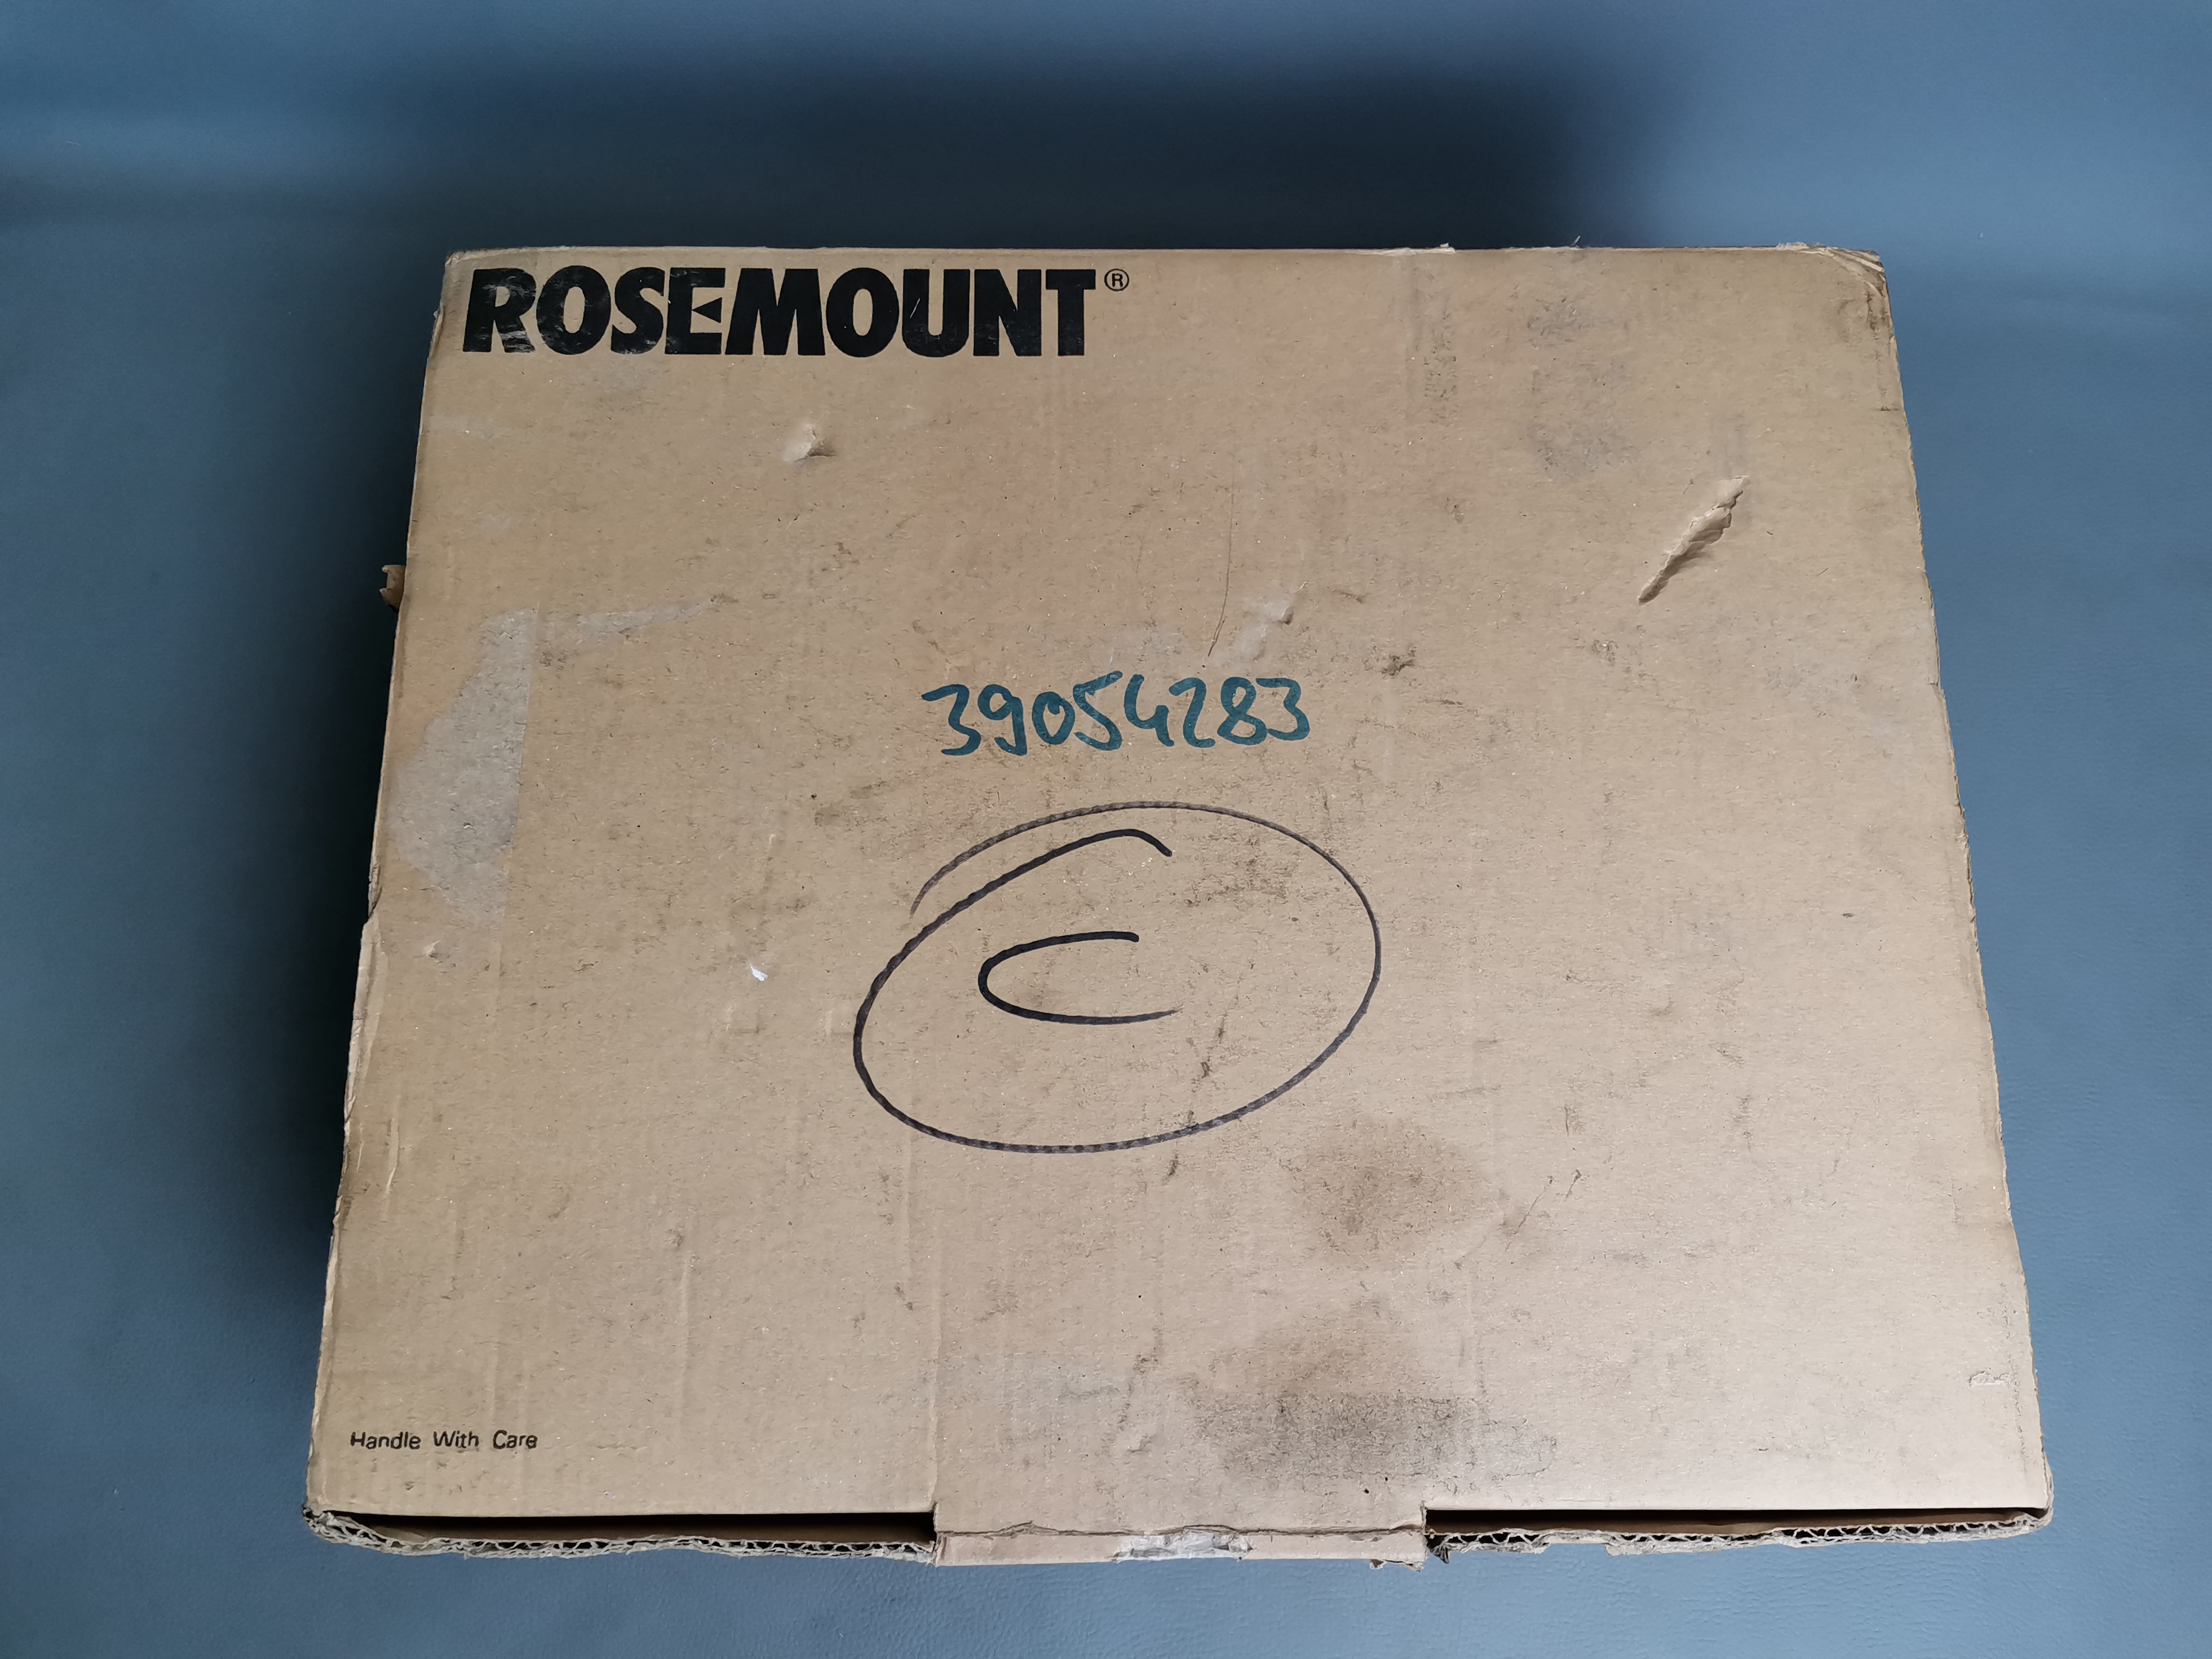 ROSEMOUNT®
39054283
C
Handle With Care